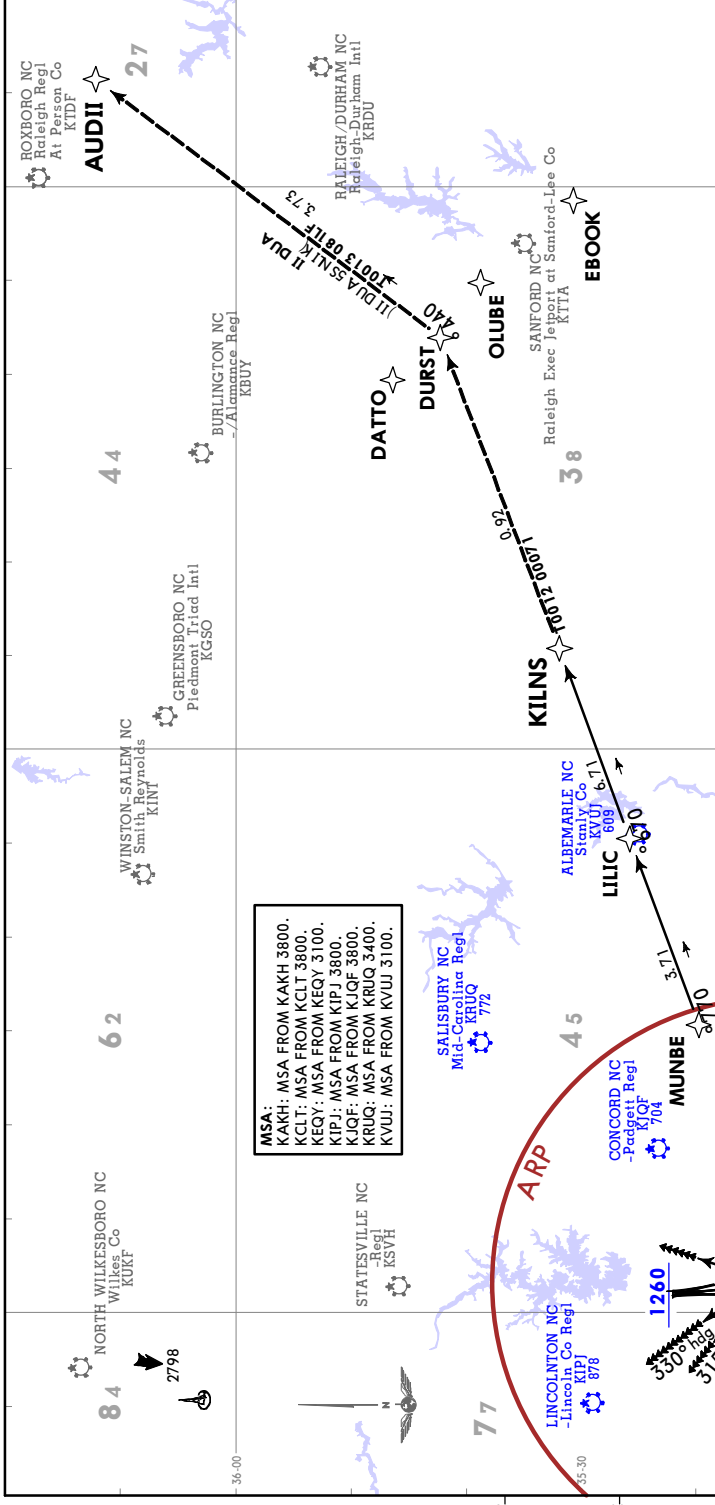 ROXBORO NC
Raleigh Regl
At Person Co
KTDF
AUDII
27
RALEIGH/DURHAM NC
Raleigh-Durham Intl
KRDU
3.73
II DUA
BURLINGTON NC
-/Alamance Regl
KBUY
44
DATTO
DURST
OLUBE
SANFORD NC
Raleigh Exec Jetport at Sanford-Lee Co
KTTA
EBOOK
38
0.92
KILNS
GREENSBORO NC
Piedmont Triad Intl
KGSO
WINSTON-SALEM NC
Smith Reynolds
KINT
6.71
ALBEMARLE NC
Stanly Co
KVUJ
609
LILIC
3.71
MUNBE
MSA:
KAKH: MSA FROM KAKH 3800.
KCLT: MSA FROM KCLT 3800.
KEQY: MSA FROM KEQY 3100.
KIPJ: MSA FROM KIPJ 3800.
KJQF: MSA FROM KJQF 3800.
KRUQ: MSA FROM KRUQ 3400.
KVUJ: MSA FROM KVUJ 3100.
62
SALISBURY NC
Mid-Carolina Regl
KRUQ
772
45
CONCORD NC
-Padgett Regl
KJQF
704
ARP
NORTH WILKESBORO NC
Wilkes Co
KUKF
84
2798
STATESVILLE NC
-Regl
KSVH
N
77
LINCOLNTON NC
-Lincoln Co Regl
KIPJ
878
1260
330° hdg
36-00
35-30